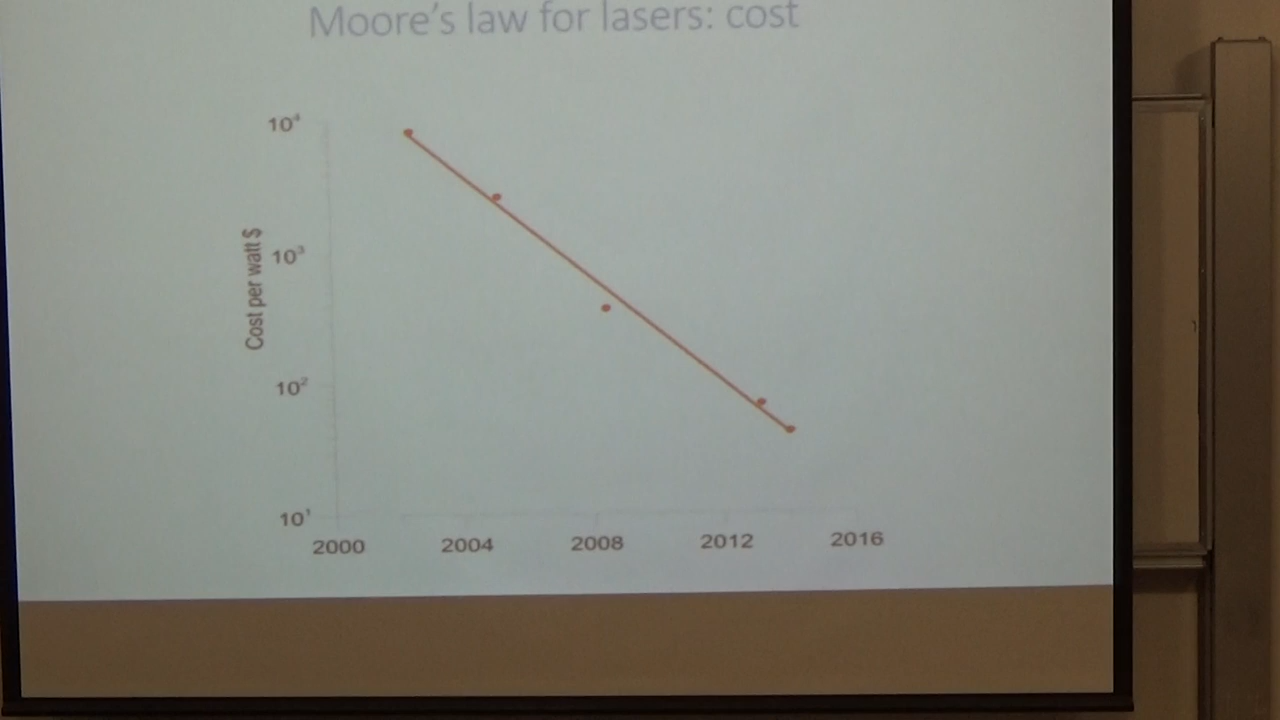 Moore's law for lasers: cost
10⁴
10³
10²
10¹
Cost per watt $
2000 2004 2008 2012 2016